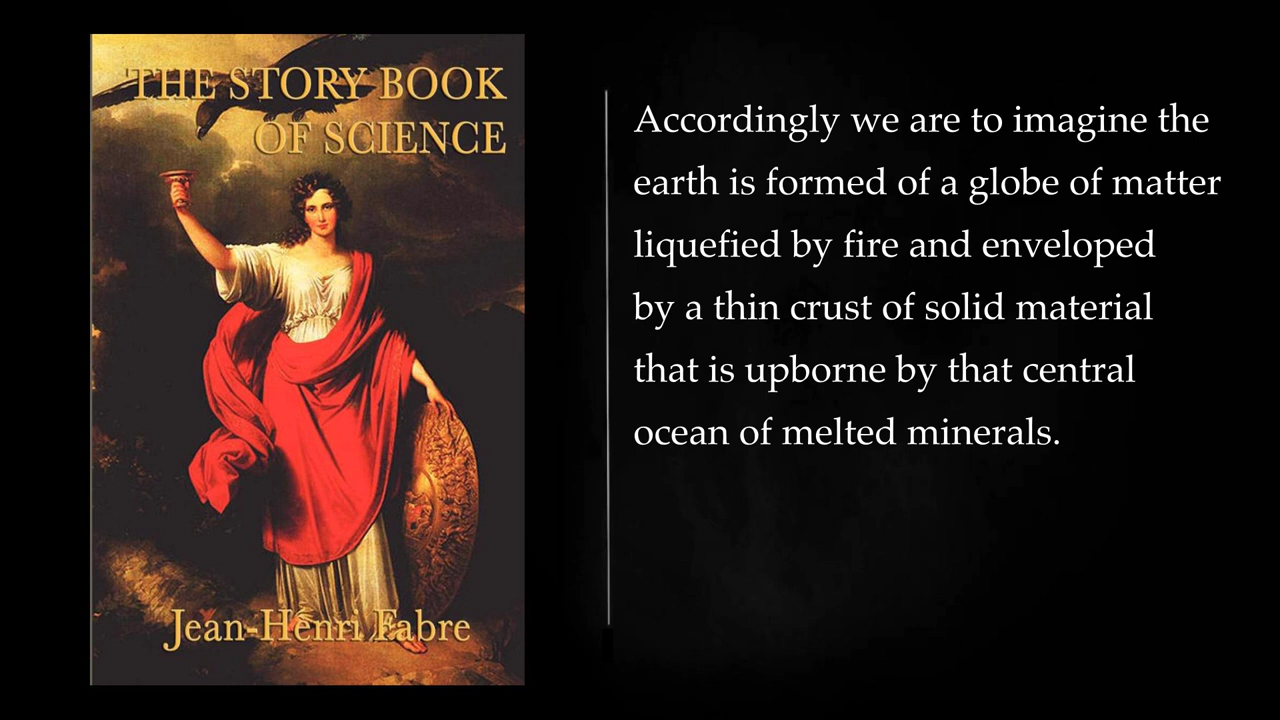 THE STORY BOOK
OF SCIENCE
Jean-Henri Fabre
Accordingly we are to imagine the
earth is formed of a globe of matter
liquefied by fire and enveloped
by a thin crust of solid material
that is upborne by that central
ocean of melted minerals.